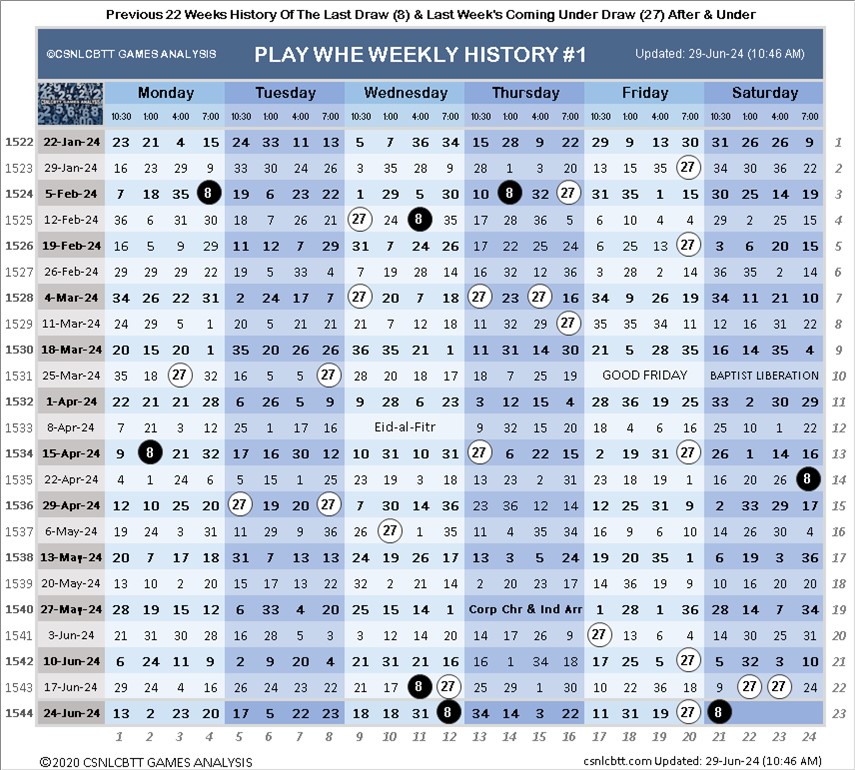 Previous 22 Weeks History Of The Last Draw (8) & Last Week's Coming Under Draw (27) After & Under
©CSNLCBTT GAMES ANALYSIS PLAY WHE WEEKLY HISTORY #1 Updated: 29-Jun-24 (10:46 AM)
CSNLCBTT GAMES ANALYSIS Monday Tuesday Wednesday Thursday Friday Saturday
10:30 1:00 4:00 7:00 10:30 1:00 4:00 7:00 10:30 1:00 4:00 7:00 10:30 1:00 4:00 7:00 10:30 1:00 4:00 7:00 10:30 1:00 4:00 7:00
1522 22-Jan-24 23 21 4 15 24 33 11 13 5 7 36 34 15 28 9 22 29 9 13 30 31 26 26 9 1
1523 29-Jan-24 16 23 29 9 33 30 24 26 3 35 28 9 28 1 3 20 13 15 35 27 34 30 36 22 2
1524 5-Feb-24 7 18 35 8 19 6 23 22 1 29 5 30 10 8 32 27 31 35 1 15 30 25 14 19 3
1525 12-Feb-24 36 6 31 30 18 7 26 21 27 24 8 35 17 28 36 5 6 10 4 4 29 2 25 15 4
1526 19-Feb-24 16 5 9 29 11 12 7 29 31 7 24 26 17 22 25 24 6 25 13 27 3 6 20 15 5
1527 26-Feb-24 29 29 29 22 19 5 33 4 7 19 28 14 16 32 12 36 3 28 2 14 36 35 2 14 6
1528 4-Mar-24 34 26 22 31 2 24 17 7 27 20 7 18 27 23 27 16 34 9 26 19 34 11 21 10 7
1529 11-Mar-24 24 29 5 1 20 5 21 21 21 7 12 18 11 32 29 27 35 35 34 11 12 16 31 22 8
1530 18-Mar-24 20 15 20 1 35 20 26 26 36 35 21 1 11 31 14 30 21 5 28 35 16 14 35 4 9
1531 25-Mar-24 35 18 27 32 16 5 5 27 28 20 18 17 18 7 25 19 GOOD FRIDAY BAPTIST LIBERATION 10
1532 1-Apr-24 22 21 21 28 6 26 5 9 9 28 6 23 3 12 15 4 28 36 19 25 33 2 30 29 11
1533 8-Apr-24 7 21 3 12 25 1 17 16 Eid-al-Fitr 9 32 15 20 18 4 6 16 25 10 1 22 12
1534 15-Apr-24 9 8 21 32 17 16 30 12 10 31 10 31 27 6 22 15 2 19 31 27 26 1 14 16 13
1535 22-Apr-24 4 1 24 6 5 15 1 25 23 19 3 18 13 23 2 31 23 18 19 1 16 20 26 8 14
1536 29-Apr-24 12 10 25 20 27 19 20 27 7 30 14 36 23 36 12 14 12 25 31 9 2 33 29 17 15
1537 6-May-24 19 24 3 31 11 29 9 36 26 27 1 35 11 4 35 34 16 9 6 10 14 26 30 4 16
1538 13-May-24 20 7 17 18 31 7 13 13 24 19 26 17 13 3 5 24 19 20 35 1 6 19 3 36 17
1539 20-May-24 13 10 2 20 15 17 13 22 32 2 21 14 2 20 23 17 14 36 19 9 10 16 20 20 18
1540 27-May-24 28 19 15 12 6 33 4 20 25 15 14 1 Corp Chr & Ind Arr 1 28 1 36 28 14 7 34 19
1541 3-Jun-24 21 31 30 28 16 28 5 3 3 12 14 20 14 17 26 9 27 13 6 4 14 30 25 31 20
1542 10-Jun-24 6 24 11 9 2 9 20 4 21 31 21 16 16 1 34 18 17 25 5 27 5 32 3 10 21
1543 17-Jun-24 29 24 4 16 26 24 23 22 21 17 8 27 25 29 1 30 10 22 36 18 9 27 27 24 22
1544 24-Jun-24 13 2 23 20 17 5 22 23 18 18 31 8 34 14 3 22 11 31 19 27 8 23
1 2 3 4 5 6 7 8 9 10 11 12 13 14 15 16 17 18 19 20 21 22 23 24
©2020 CSNLCBTT GAMES ANALYSIS csnlcbtt.com Updated: 29-Jun-24 (10:46 AM)